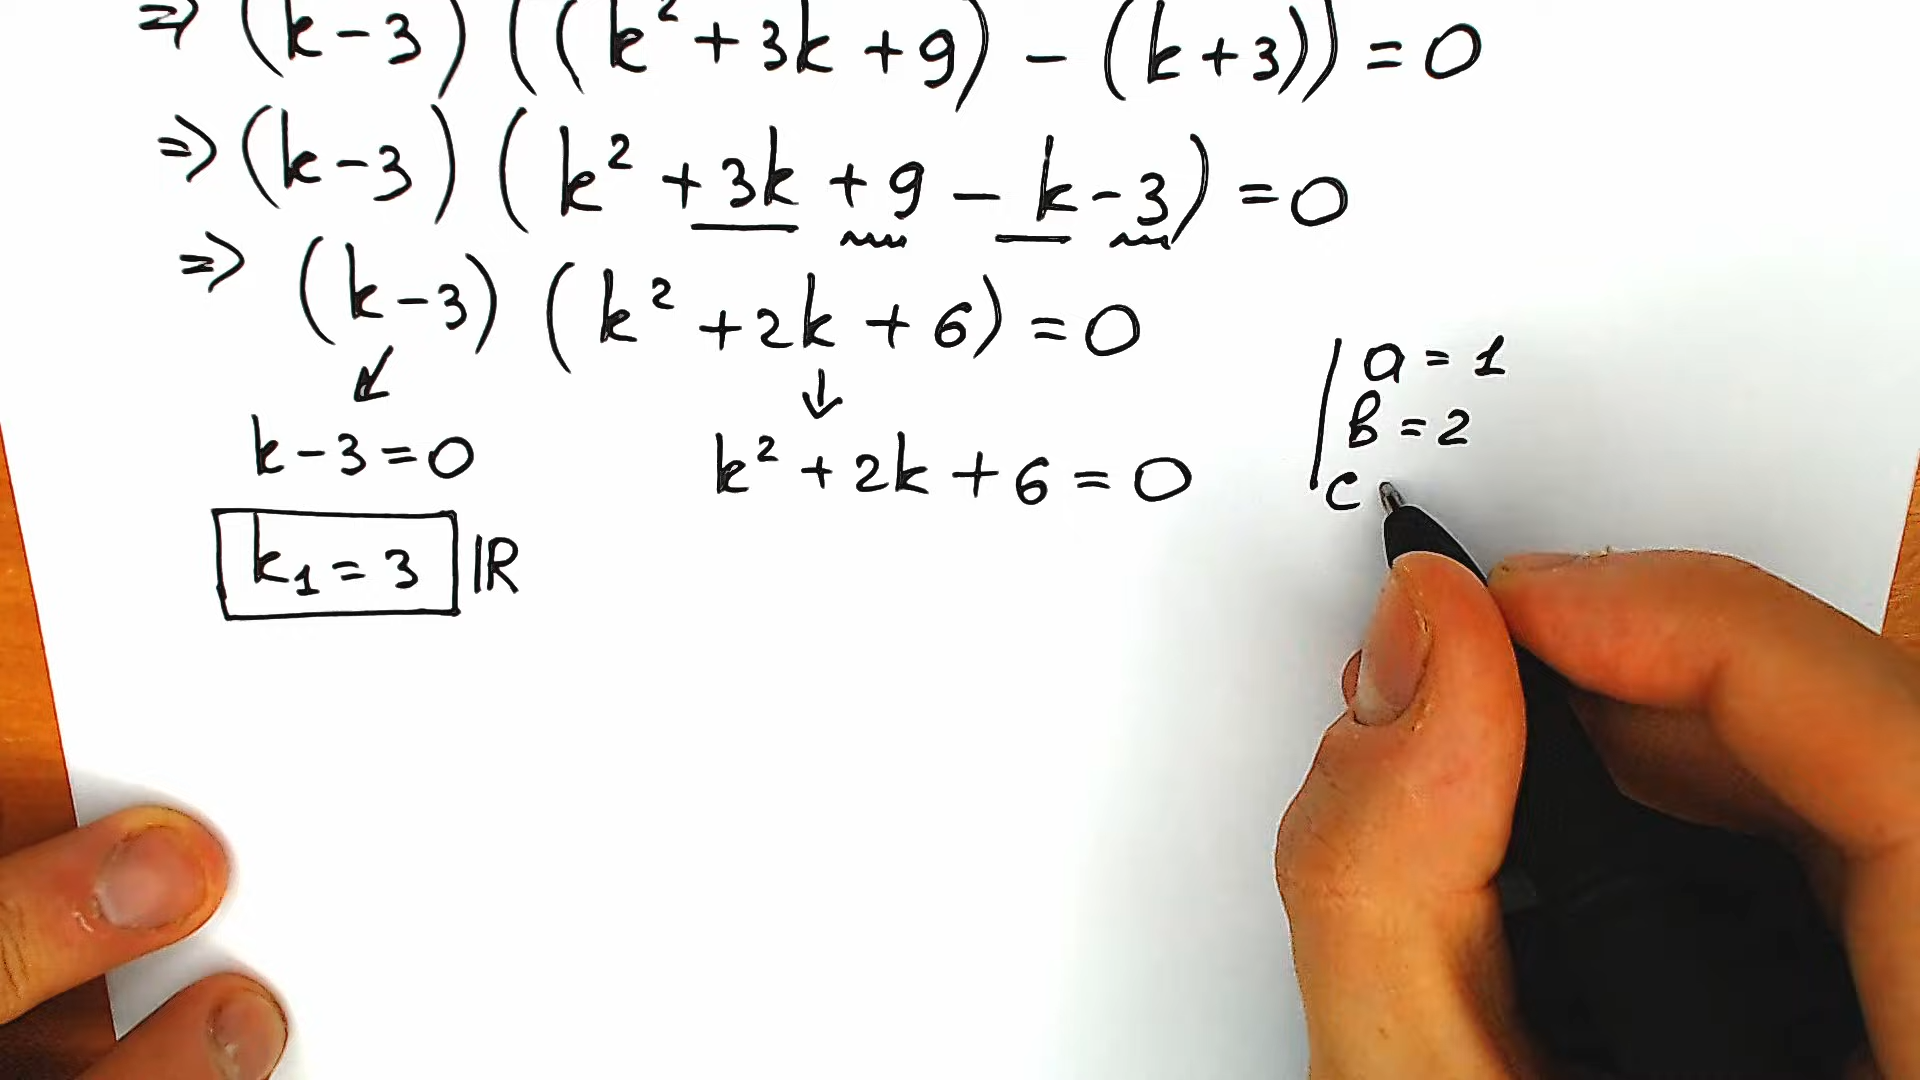 ⇒ (k-3) ((k² + 3k + 9) - (k+3)) = 0
⇒ (k-3) (k² + 3k + 9 - k - 3) = 0
⇒ (k-3) (k² + 2k + 6) = 0
k-3=0
k² + 2k + 6 = 0
k₁ = 3 ℝ
a = 1
b = 2
c